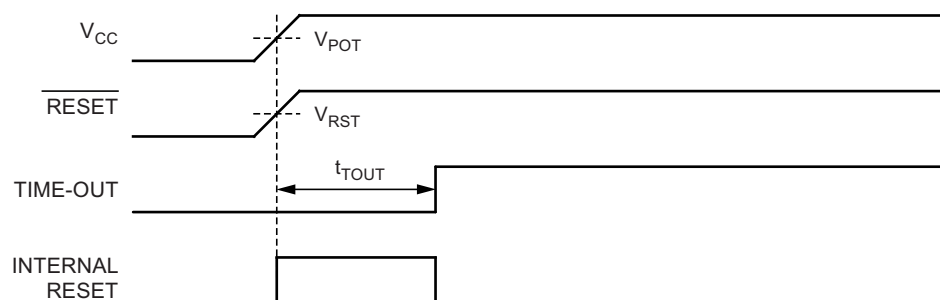 VCC
VPOT
RESET
VRST
TIME-OUT
tTOUT
INTERNAL
RESET